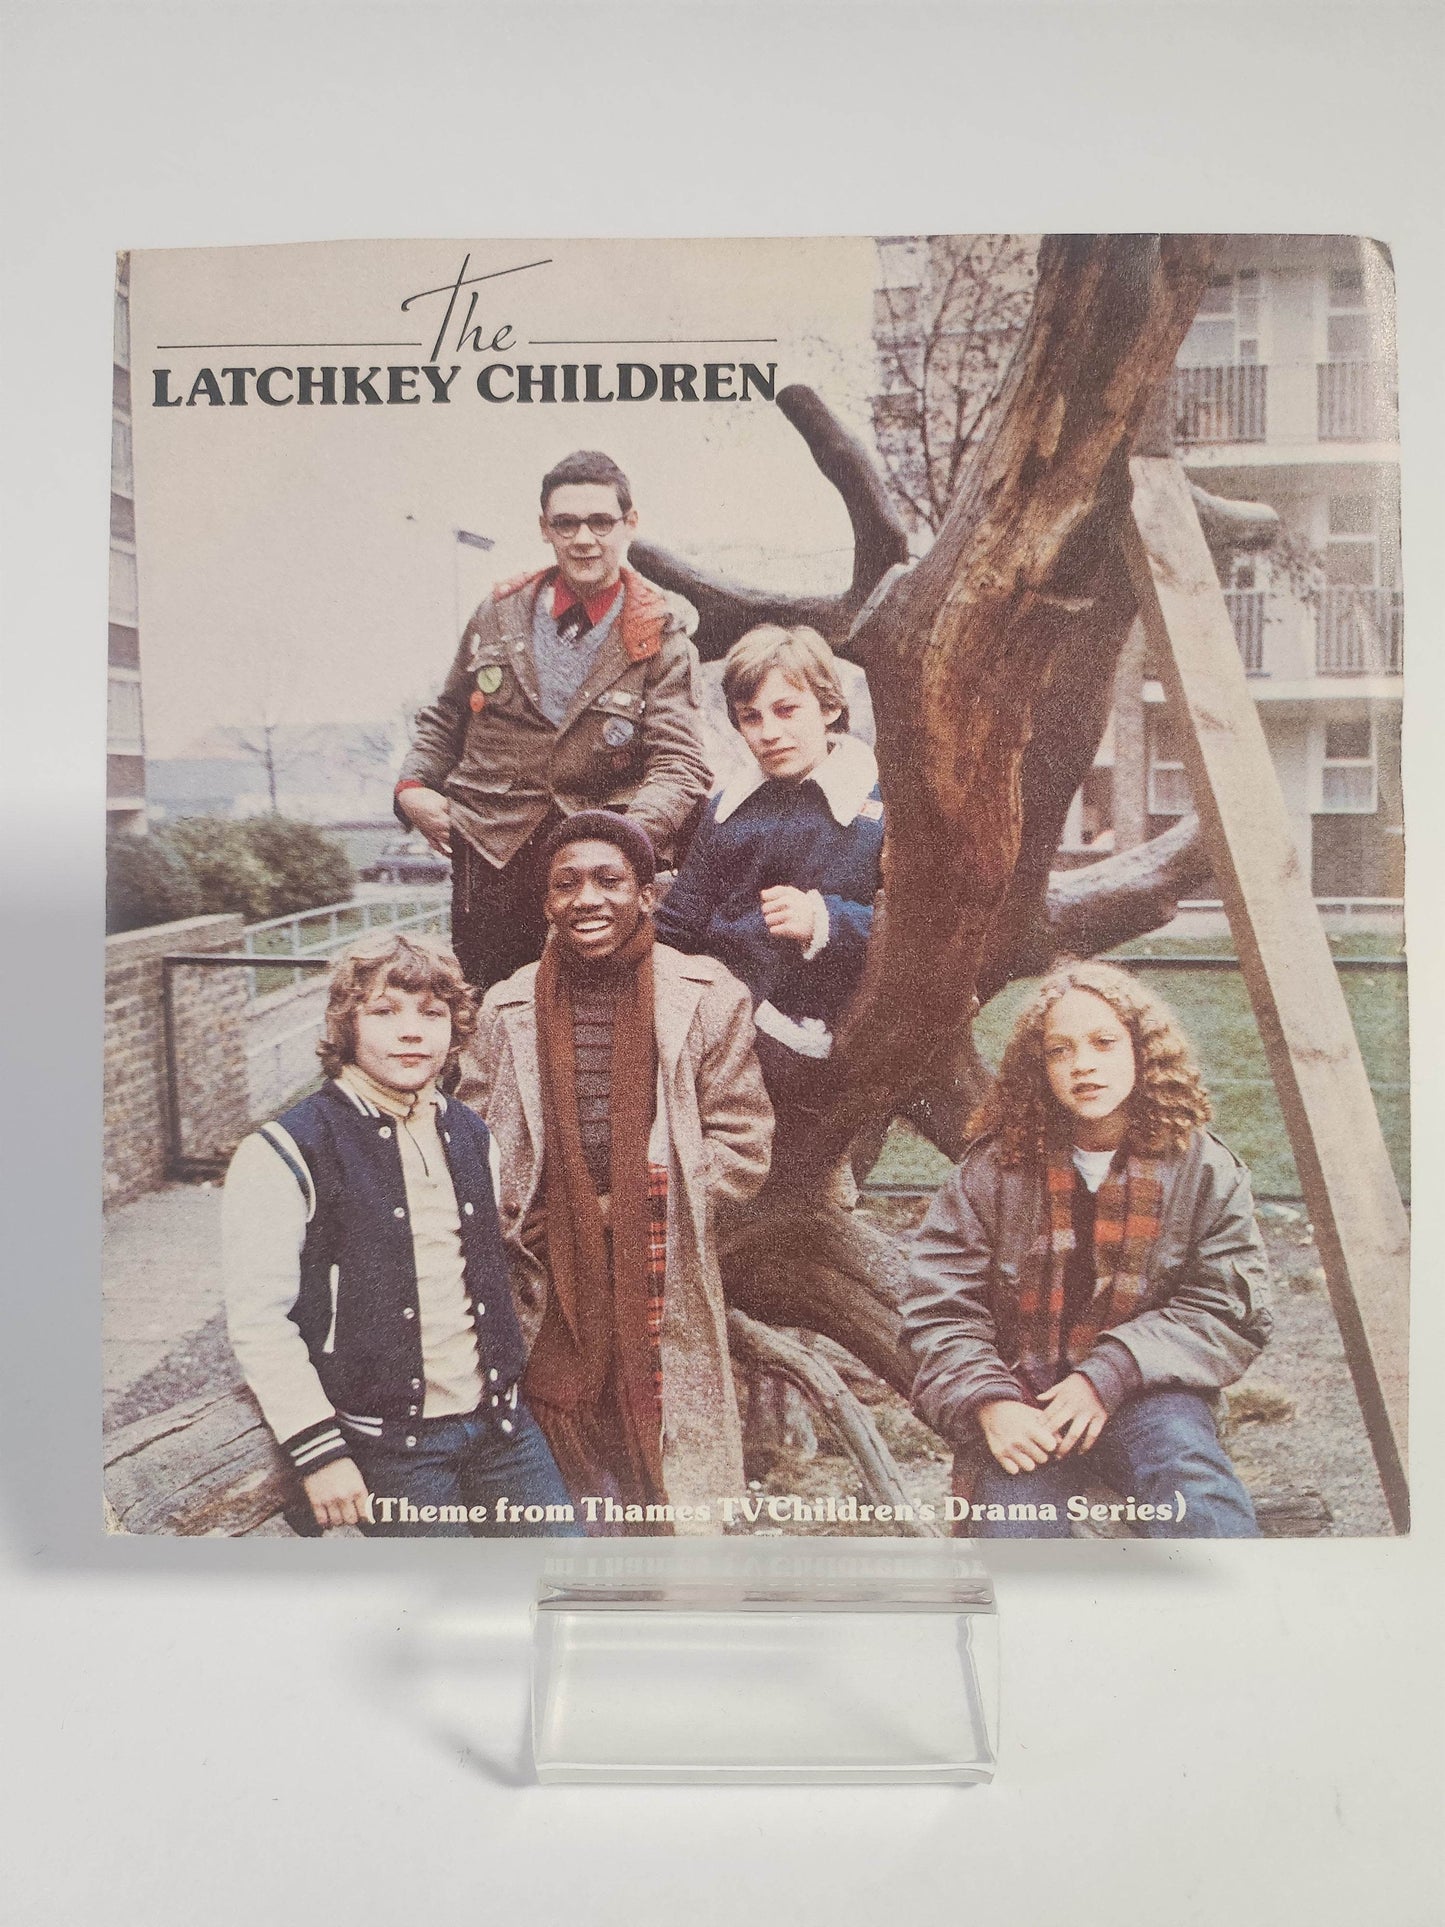 The
LATCHKEY CHILDREN
(Theme from Thames TV Children's Drama Series)